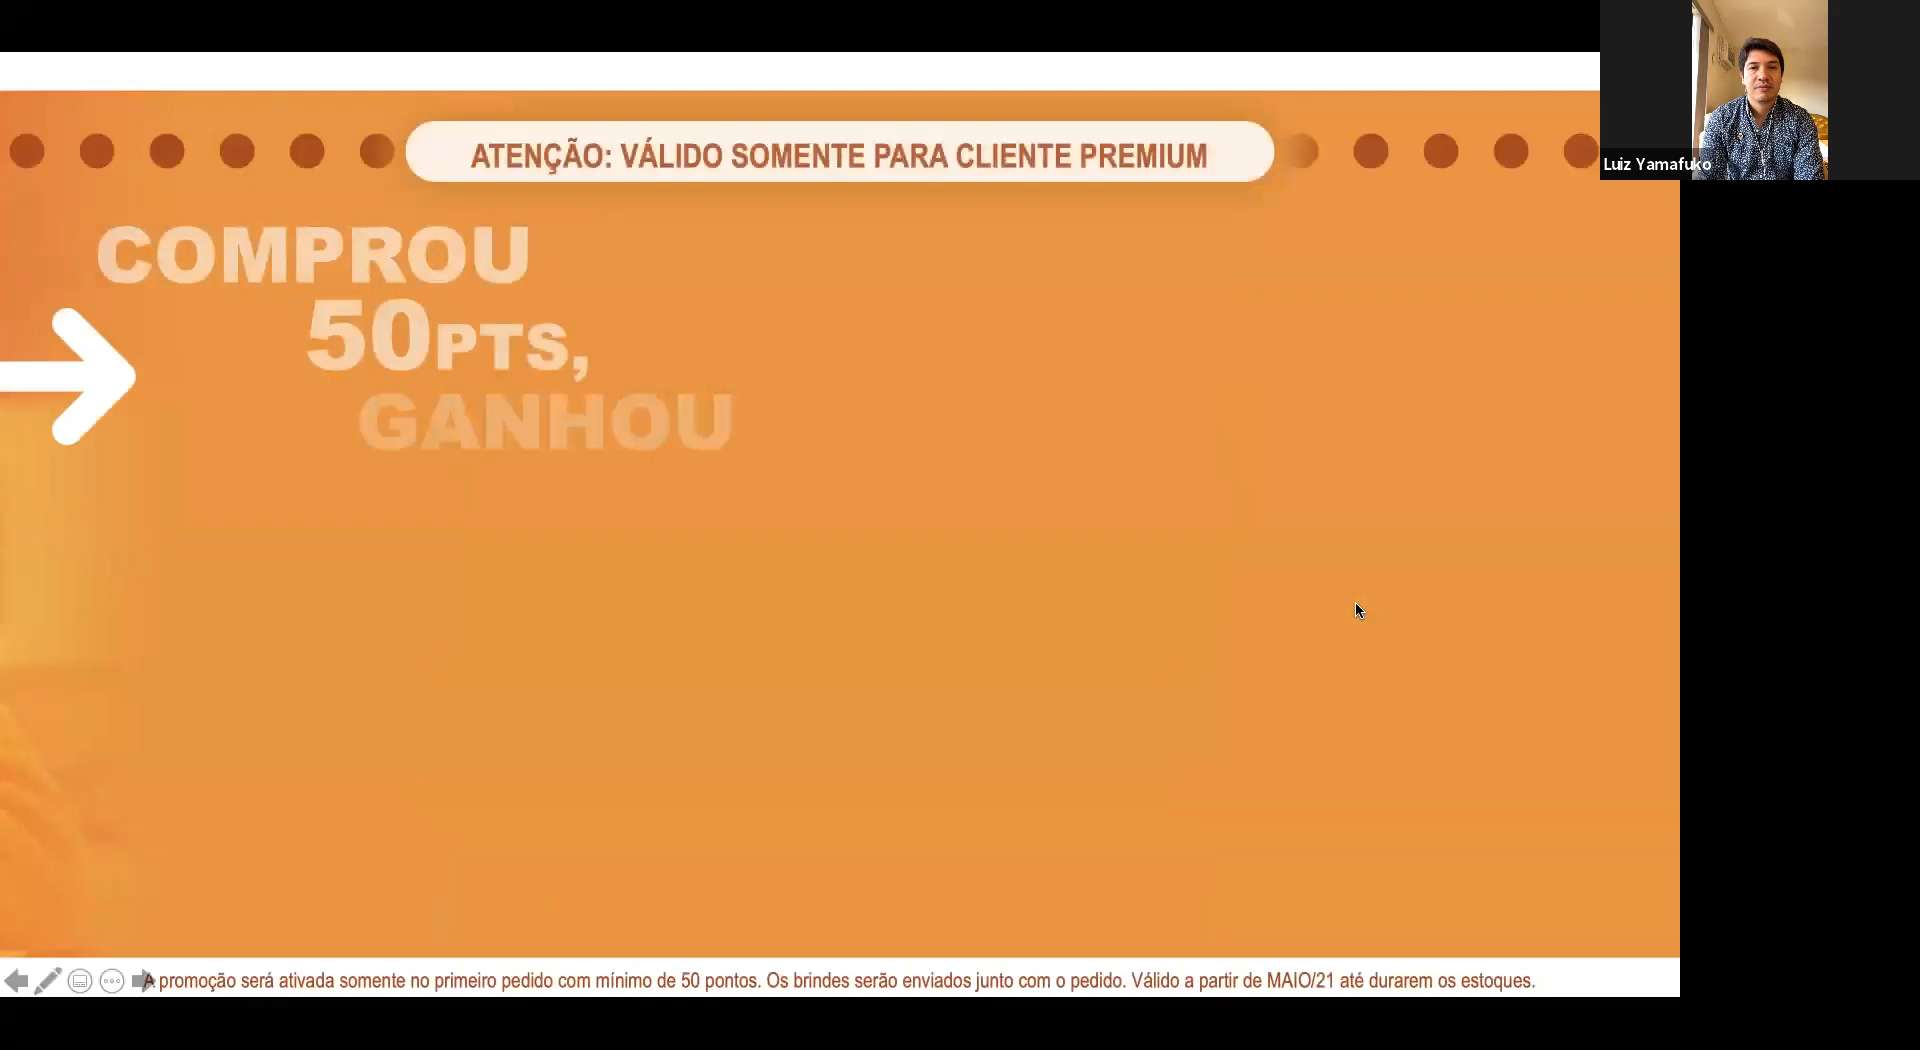 ATENÇÃO: VÁLIDO SOMENTE PARA CLIENTE PREMIUM
Luiz Yamafuko
COMPROU
50PTS,
GANHOU
A promoção será ativada somente no primeiro pedido com mínimo de 50 pontos. Os brindes serão enviados junto com o pedido. Válido a partir de MAIO/21 até durarem os estoques.